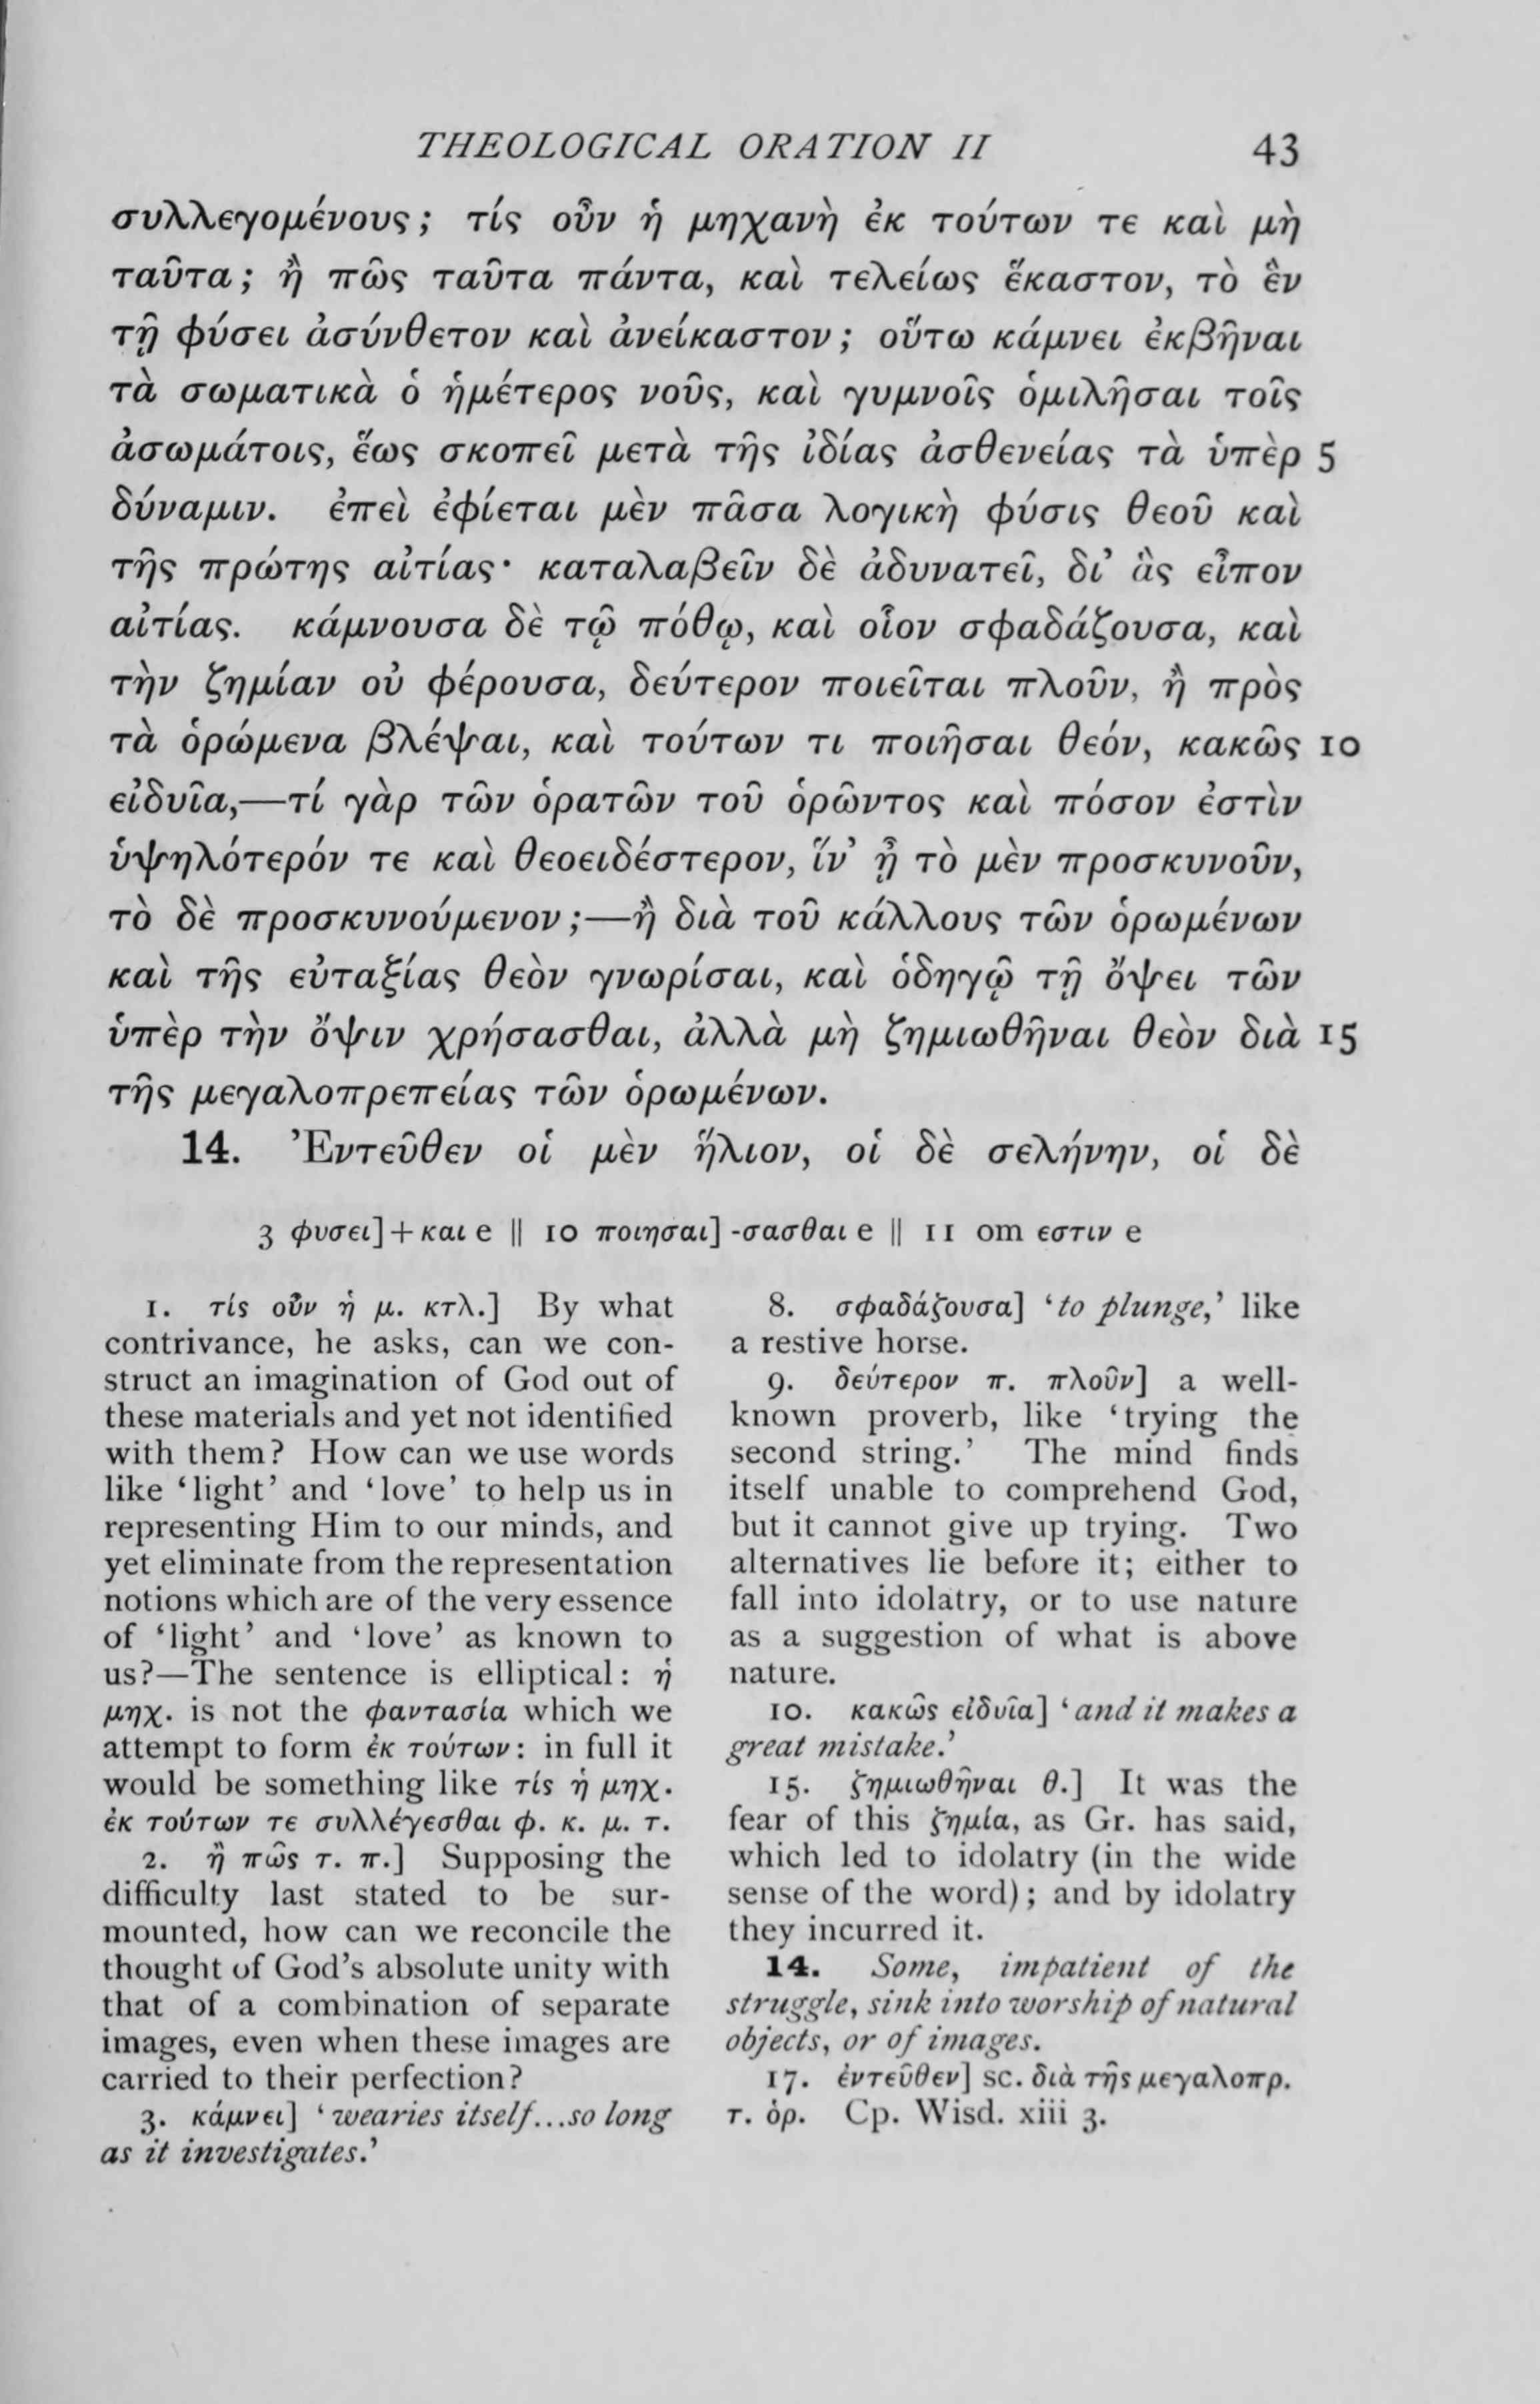 THEOLOGICAL ORATION II 43
συλλεγομένους; τίς οὖν ἡ μηχανὴ ἐκ τούτων τε καὶ μὴ
ταῦτα; ἢ πῶς ταῦτα πάντα, καὶ τελείως ἕκαστον, τὸ ἓν
τῇ φύσει ἀσύνθετον καὶ ἀνείκαστον; οὕτω κάμνει ἐκβῆναι
τὰ σωματικὰ ὁ ἡμέτερος νοῦς, καὶ γυμνοῖς ὁμιλῆσαι τοῖς
ἀσωμάτοις, ἕως σκοπεῖ μετὰ τῆς ἰδίας ἀσθενείας τὰ ὑπὲρ 5
δύναμιν. ἐπεὶ ἐφίεται μὲν πᾶσα λογικὴ φύσις θεοῦ καὶ
τῆς πρώτης αἰτίας· καταλαβεῖν δὲ ἀδυνατεῖ, δι᾽ ἃς εἶπον
αἰτίας. κάμνουσα δὲ τῷ πόθῳ, καὶ οἷον σφαδάζουσα, καὶ
τὴν ζημίαν οὐ φέρουσα, δεύτερον ποιεῖται πλοῦν, ἢ πρὸς
τὰ ὁρώμενα βλέψαι, καὶ τούτων τι ποιῆσαι θεόν, κακῶς 10
εἰδυῖα,—τί γὰρ τῶν ὁρατῶν τοῦ ὁρῶντος καὶ πόσον ἐστὶν
ὑψηλότερόν τε καὶ θεοειδέστερον, ἵν᾽ ᾖ τὸ μὲν προσκυνοῦν,
τὸ δὲ προσκυνούμενον;—ἢ διὰ τοῦ κάλλους τῶν ὁρωμένων
καὶ τῆς εὐταξίας θεὸν γνωρίσαι, καὶ ὁδηγῷ τῇ ὄψει τῶν
ὑπὲρ τὴν ὄψιν χρήσασθαι, ἀλλὰ μὴ ζημιωθῆναι θεὸν διὰ 15
τῆς μεγαλοπρεπείας τῶν ὁρωμένων.
14. Ἐντεῦθεν οἱ μὲν ἥλιον, οἱ δὲ σελήνην, οἱ δὲ
3 φυσει]+και e || 10 ποιησαι] -σασθαι e || 11 om εστιν e
1. τίς οὖν ἡ μ. κτλ.] By what
contrivance, he asks, can we con-
struct an imagination of God out of
these materials and yet not identified
with them? How can we use words
like ‘light’ and ‘love’ to help us in
representing Him to our minds, and
yet eliminate from the representation
notions which are of the very essence
of ‘light’ and ‘love’ as known to
us?—The sentence is elliptical: ἡ
μηχ. is not the φαντασία which we
attempt to form ἐκ τούτων: in full it
would be something like τίς ἡ μηχ.
ἐκ τούτων τε συλλέγεσθαι φ. κ. μ. τ.
2. ἢ πῶς τ. π.] Supposing the
difficulty last stated to be sur-
mounted, how can we reconcile the
thought of God’s absolute unity with
that of a combination of separate
images, even when these images are
carried to their perfection?
3. κάμνει] ‘wearies itself...so long
as it investigates.’
8. σφαδάζουσα] ‘to plunge,’ like
a restive horse.
9. δεύτερον π. πλοῦν] a well-
known proverb, like ‘trying the
second string.’ The mind finds
itself unable to comprehend God,
but it cannot give up trying. Two
alternatives lie before it; either to
fall into idolatry, or to use nature
as a suggestion of what is above
nature.
10. κακῶς εἰδυῖα] ‘and it makes a
great mistake.’
15. ζημιωθῆναι θ.] It was the
fear of this ζημία, as Gr. has said,
which led to idolatry (in the wide
sense of the word); and by idolatry
they incurred it.
14. Some, impatient of the
struggle, sink into worship of natural
objects, or of images.
17. ἐντεῦθεν] sc. διὰ τῆς μεγαλοπρ.
τ. ὁρ. Cp. Wisd. xiii 3.